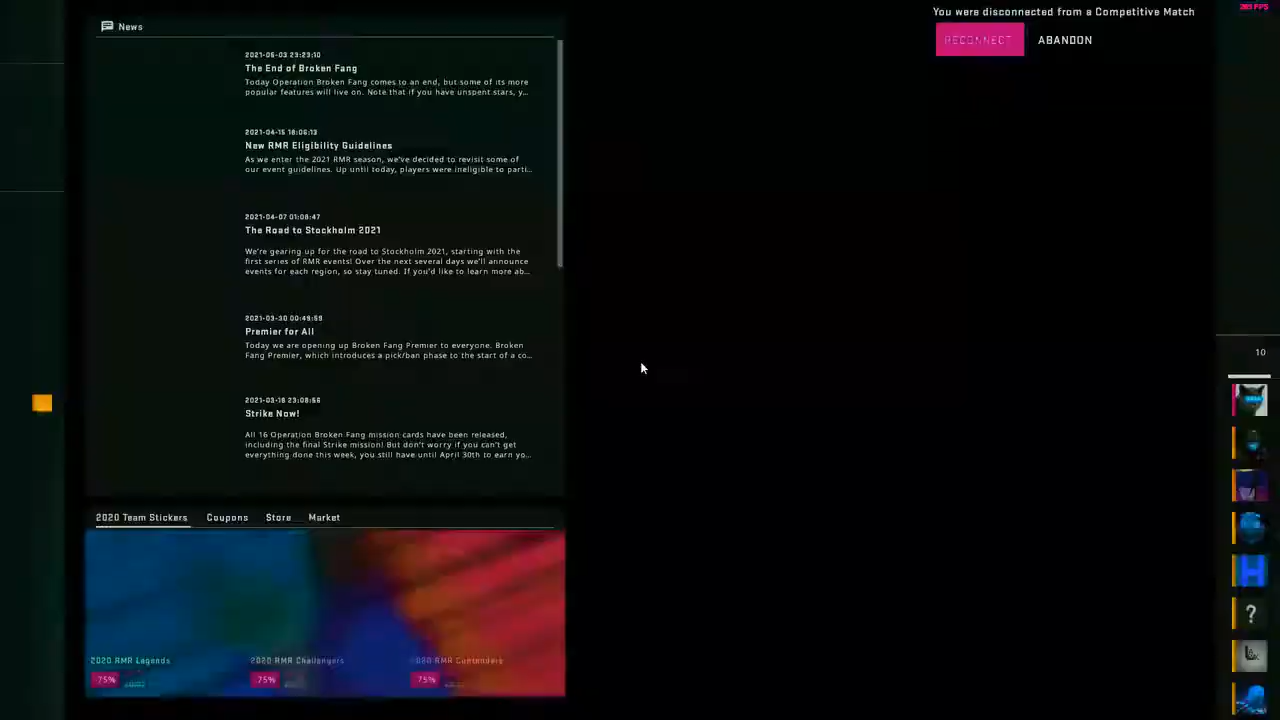 You were disconnected from a Competitive Match
RECONNECT
ABANDON
News
2021-05-03 23:23:10
The End of Broken Fang
Today Operation Broken Fang comes to an end, but some of its more
popular features will live on. Note that if you have unspent stars, y...
2021-04-15 18:06:13
New RMR Eligibility Guidelines
As we enter the 2021 RMR season, we've decided to revisit some of
our event guidelines. Up until today, players were ineligible to parti...
2021-04-07 01:08:47
The Road to Stockholm 2021
We're gearing up for the road to Stockholm 2021, starting with the
first series of RMR events! Over the next several days we'll announce
events for each region, so stay tuned. If you'd like to learn more ab...
2021-03-30 00:49:59
Premier for All
Today we are opening up Broken Fang Premier to everyone. Broken
Fang Premier, which introduces a pick/ban phase to the start of a co...
2021-03-18 23:08:56
Strike Now!
All 16 Operation Broken Fang mission cards have been released,
including the final Strike mission! But don't worry if you can't get
everything done this week, you still have until April 30th to earn yo...
10
2020 Team Stickers
Coupons
Store
Market
2020 RMR Legends
2020 RMR Challengers
2020 RMR Contenders
-75%
-75%
-75%